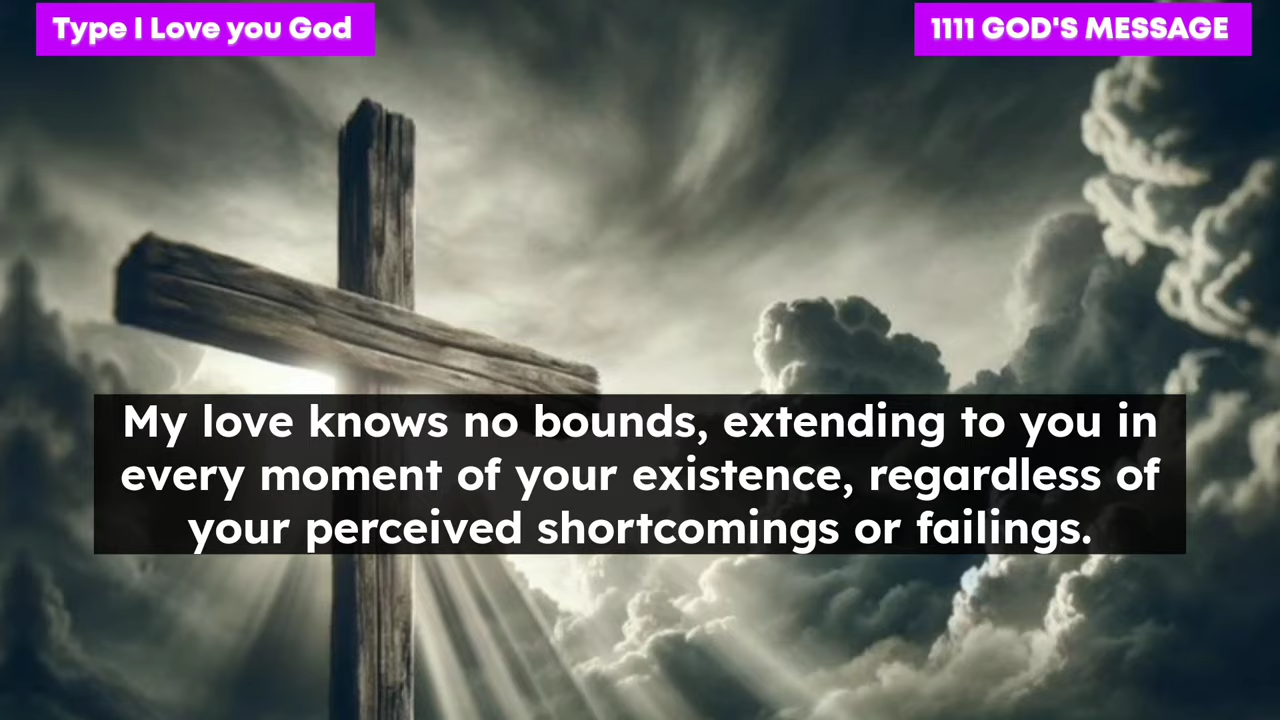 Type I Love you God
1111 GOD'S MESSAGE
My love knows no bounds, extending to you in
every moment of your existence, regardless of
your perceived shortcomings or failings.